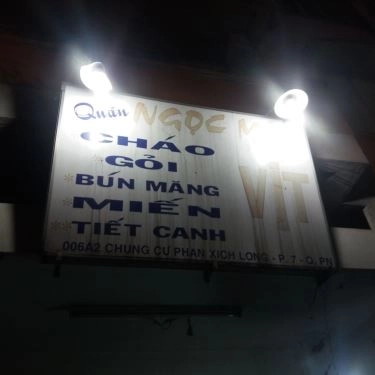 Quán NGỌC
CHÁO
GỎI
BÚN MĂNG
MIẾN
TIẾT CANH
VỊT
006A2 CHUNG CƯ PHAN XÍCH LONG - P. 7 - Q. PN